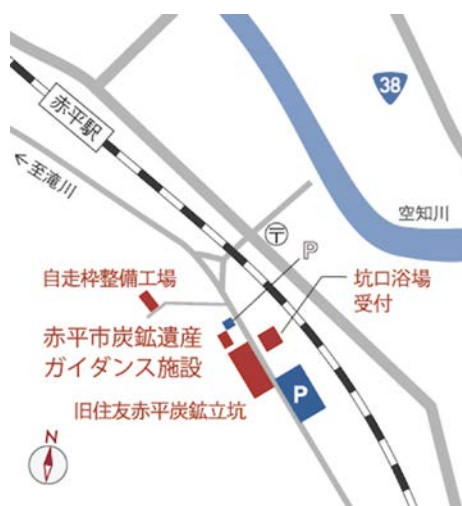 38
赤平駅
←至滝川
空知川
〒
P
自走枠整備工場
坑口浴場
受付
赤平市炭鉱遺産
ガイダンス施設
P
旧住友赤平炭鉱立坑
N